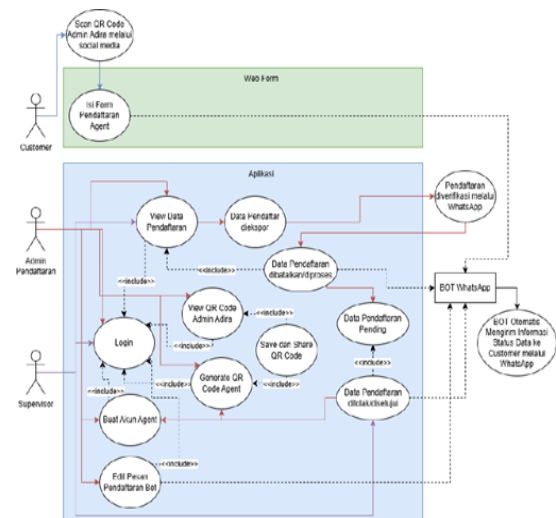 Scan QR Code
Admin Adira melalui
social media
Web Form
Isi Form
Pendaftaran
Agent
Customer
Aplikasi
View Data
Pendaftaran
Data Pendaftar
diekspor
Pendaftaran
diverifikasi melalui
WhatsApp
Admin
Pendaftaran
<<include>>
<<include>>
Data Pendaftaran
dibatalkan/diproses
BOT WhatsApp
View QR Code
Admin Adira
<<include>>
Data Pendaftaran
Pending
BOT Otomatis
Mengirim Informasi
Status Data ke
Customer melalui
WhatsApp
Login
Save dan Share
QR Code
<<include>>
<<include>>
Generate QR
Code Agent
<<include>>
Supervisor
<<include>>
Buat Akun Agent
Data Pendaftaran
ditolak/disetujui
<<include>>
<<include>>
Edit Pesan
Pendaftaran Bot
<<include>>